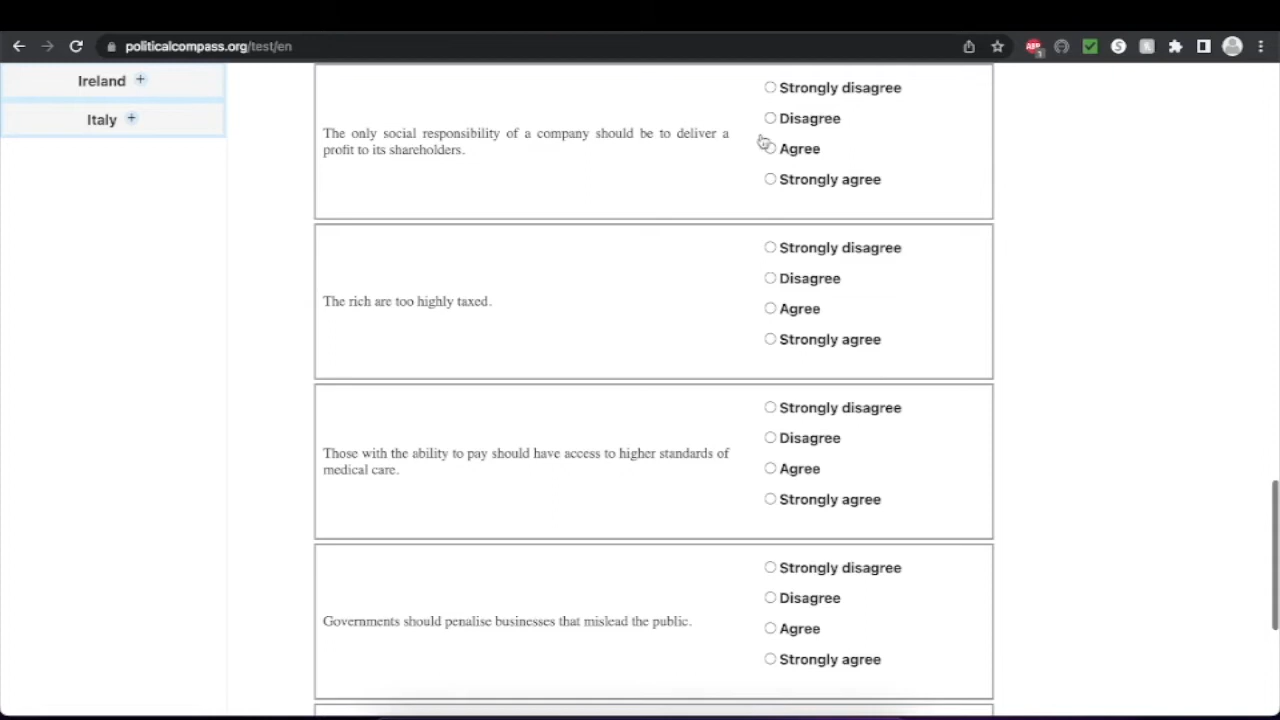 politicalcompass.org/test/en
ABP
1
S
Ireland +
Italy +
The only social responsibility of a company should be to deliver a
profit to its shareholders.
Strongly disagree
Disagree
Agree
Strongly agree
The rich are too highly taxed.
Strongly disagree
Disagree
Agree
Strongly agree
Those with the ability to pay should have access to higher standards of
medical care.
Strongly disagree
Disagree
Agree
Strongly agree
Governments should penalise businesses that mislead the public.
Strongly disagree
Disagree
Agree
Strongly agree